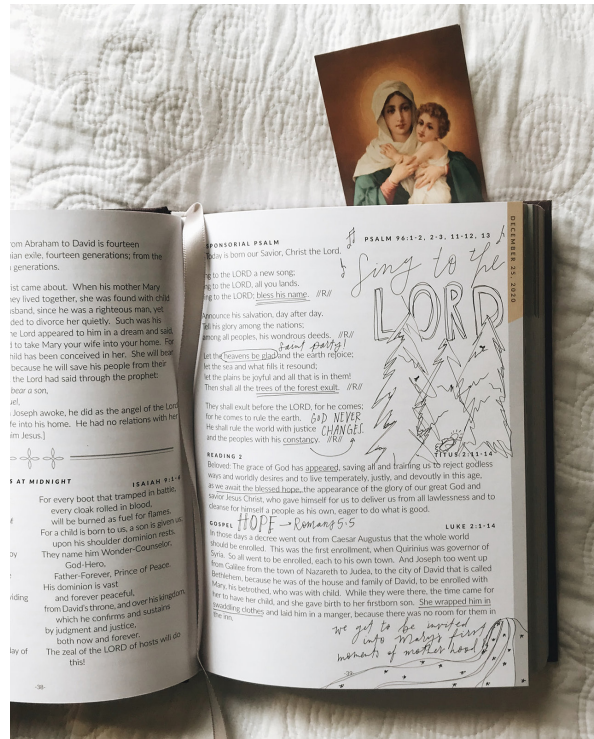 om Abraham to David is fourteen
ian exile, fourteen generations; from the
generations.
ist came about. When his mother Mary
ey lived together, she was found with child
sband, since he was a righteous man, yet
ded to divorce her quietly. Such was his
he Lord appeared to him in a dream and said,
d to take Mary your wife into your home. For
hild has been conceived in her. She will bear
because he will save his people from their
the Lord had said through the prophet:
bear a son,
uel,
Joseph awoke, he did as the angel of the Lord
fe into his home. He had no relations with her
im Jesus.]
S AT MIDNIGHT ISAIAH 9:1-6
For every boot that tramped in battle,
every cloak rolled in blood,
will be burned as fuel for flames.
For a child is born to us, a son is given us;
upon his shoulder dominion rests.
They name him Wonder-Counselor,
God-Hero,
Father-Forever, Prince of Peace.
His dominion is vast
and forever peaceful,
from David's throne, and over his kingdom,
which he confirms and sustains
by judgment and justice,
both now and forever.
The zeal of the LORD of hosts will do
this!
by
viding
day of
-38-
SPONSORIAL PSALM PSALM 96:1-2, 2-3, 11-12, 13
Today is born our Savior, Christ the Lord.
Sing to the
LORD
ng to the LORD a new song;
ng to the LORD, all you lands.
ng to the LORD; bless his name. //R//
Announce his salvation, day after day.
Tell his glory among the nations;
among all peoples, his wondrous deeds. //R//
saint party!
Let the heavens be glad and the earth rejoice;
let the sea and what fills it resound;
let the plains be joyful and all that is in them!
Then shall all the trees of the forest exult. //R//
They shall exult before the LORD, for he comes;
for he comes to rule the earth. GOD NEVER
He shall rule the world with justice CHANGES.
and the peoples with his constancy. //R//
READING 2 TITUS 2:11-14
Beloved: The grace of God has appeared, saving all and training us to reject godless
ways and worldly desires and to live temperately, justly, and devoutly in this age,
as we await the blessed hope, the appearance of the glory of our great God and
savior Jesus Christ, who gave himself for us to deliver us from all lawlessness and to
cleanse for himself a people as his own, eager to do what is good.
HOPE → Romans 5:5
GOSPEL LUKE 2:1-14
In those days a decree went out from Caesar Augustus that the whole world
should be enrolled. This was the first enrollment, when Quirinius was governor of
Syria. So all went to be enrolled, each to his own town. And Joseph too went up
from Galilee from the town of Nazareth to Judea, to the city of David that is called
Bethlehem, because he was of the house and family of David, to be enrolled with
Mary, his betrothed, who was with child. While they were there, the time came for
her to have her child, and she gave birth to her firstborn son. She wrapped him in
swaddling clothes and laid him in a manger, because there was no room for them in
the inn.
we get to be invited
into Mary's first
moments of motherhood
DECEMBER 25, 2020